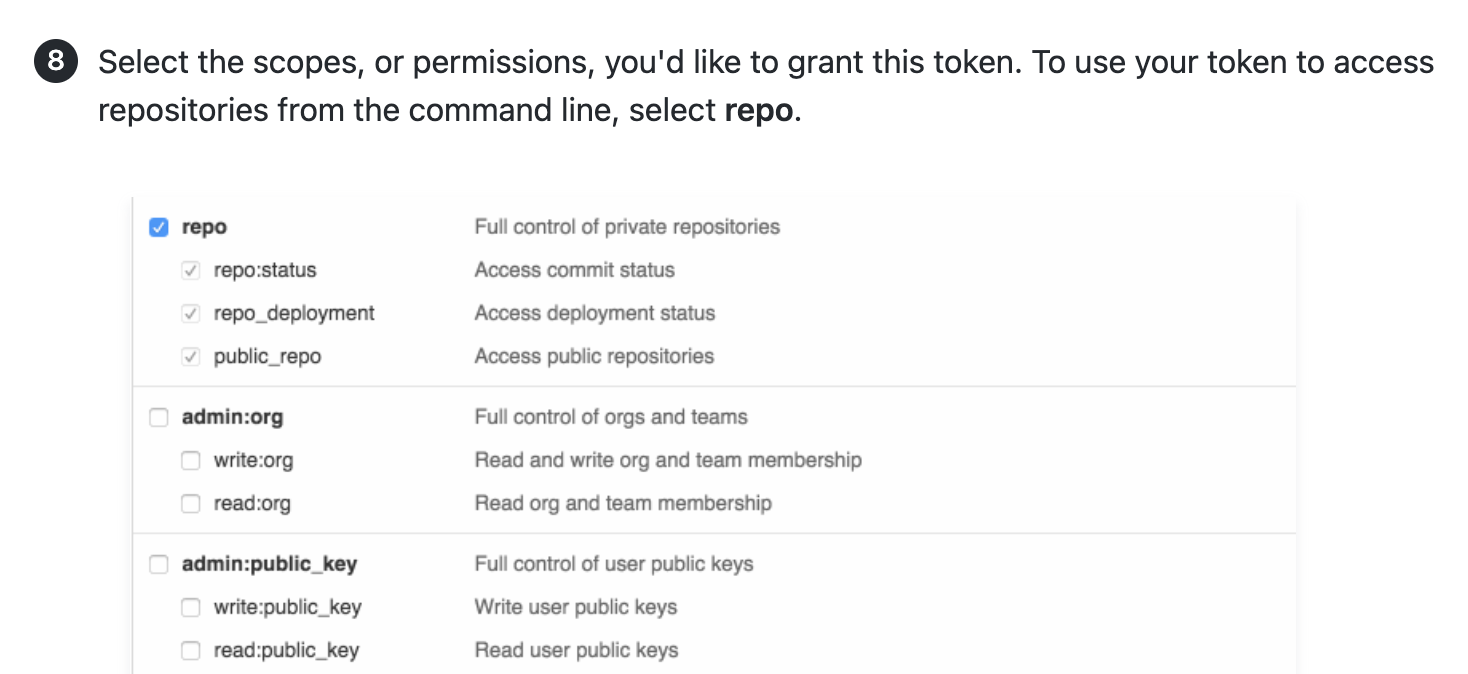 8 Select the scopes, or permissions, you'd like to grant this token. To use your token to access
repositories from the command line, select repo.
repo Full control of private repositories
repo:status Access commit status
repo_deployment Access deployment status
public_repo Access public repositories
admin:org Full control of orgs and teams
write:org Read and write org and team membership
read:org Read org and team membership
admin:public_key Full control of user public keys
write:public_key Write user public keys
read:public_key Read user public keys